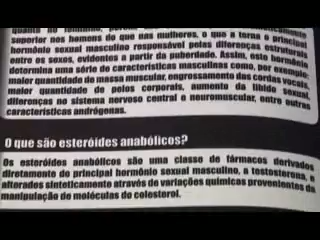 superior nos homens do que nas mulheres, o que a torna o principal
hormônio sexual masculino responsável pelas diferenças estruturais
entre os sexos, evidentes a partir da puberdade. Assim, este hormônio
determina uma série de características masculinas como, por exemplo:
maior quantidade de massa muscular, engrossamento das cordas vocais,
maior quantidade de pelos corporais, aumento da libido sexual,
diferenças no sistema nervoso central e neuromuscular, entre outras
características andrógenas.
O que são esteróides anabólicos?
Os esteróides anabólicos são uma classe de fármacos derivados
diretamente do principal hormônio sexual masculino, a testosterona, e
alterados sinteticamente através de variações químicas provenientes da
manipulação de moléculas do colesterol.